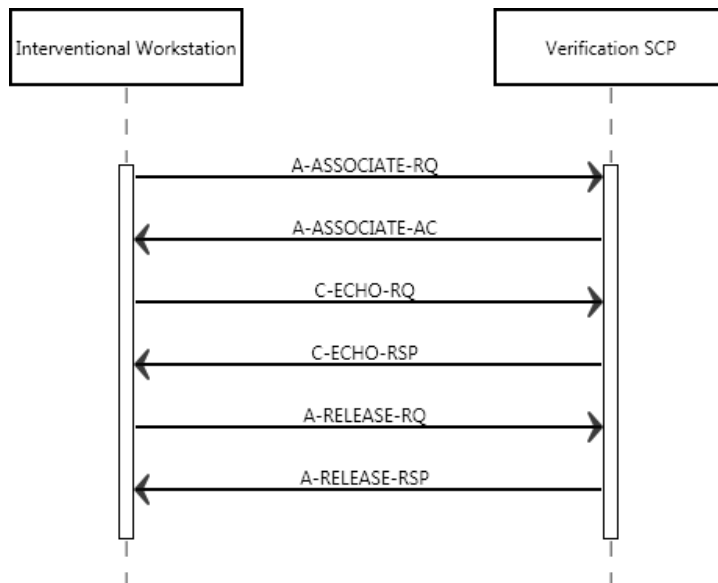 Interventional Workstation
Verification SCP
A-ASSOCIATE-RQ
A-ASSOCIATE-AC
C-ECHO-RQ
C-ECHO-RSP
A-RELEASE-RQ
A-RELEASE-RSP